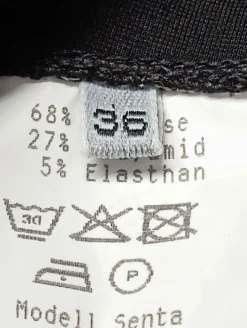 68% se
27% mid
5% Elasthan
36
30
P
Modell Senta